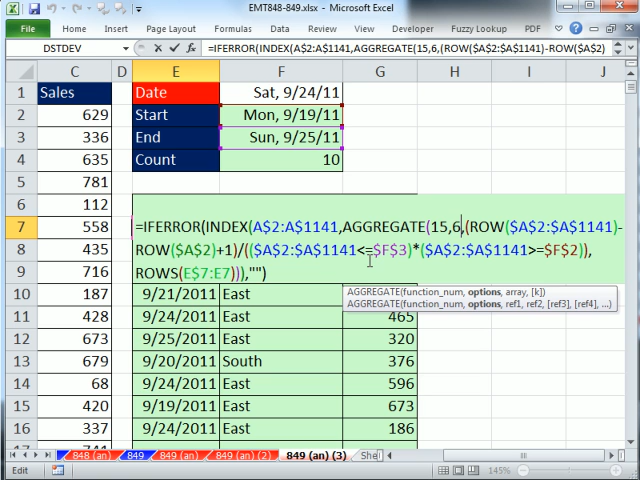 EMT848-849.xlsx - Microsoft Excel
File Home Insert Page Layout Formulas Data Review View Developer Fuzzy Lookup PDF
DSTDEV fx =IFERROR(INDEX(A$2:A$1141,AGGREGATE(15,6,(ROW($A$2:$A$1141)-ROW($A$2)
C D E F G H I J
1 Sales Date Sat, 9/24/11
2 629 Start Mon, 9/19/11
3 336 End Sun, 9/25/11
4 635 Count 10
5 781
6 112
7 558 =IFERROR(INDEX(A$2:A$1141,AGGREGATE(15,6,(ROW($A$2:$A$1141)-
8 435 ROW($A$2)+1)/(($A$2:$A$1141<=$F$3)*($A$2:$A$1141>=$F$2)),
9 716 ROWS(E$7:E7))),"")
10 187 9/21/2011 East
AGGREGATE(function_num, options, array, [k])
AGGREGATE(function_num, options, ref1, ref2, [ref3], [ref4], ...)
11 428 9/24/2011 East 465
12 673 9/25/2011 East 320
13 679 9/20/2011 South 376
14 68 9/24/2011 East 596
15 420 9/19/2011 East 673
16 337 9/24/2011 East 186
17
848 (an) 849 849 (an) 849 (an) (2) 849 (an) (3) She
Edit 145%